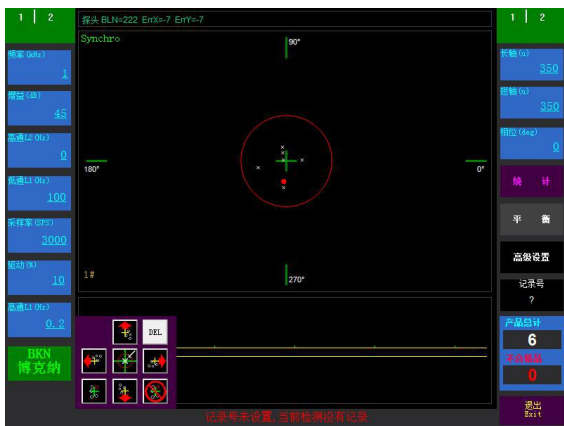 1 2
探头 BLN=222 ErrX=-7 ErrY=-7
1 2
Synchro
90°
频率(kHz)
1
长轴(u)
350
增益(dB)
45
短轴(u)
350
高通L2(Hz)
0
相位(deg)
0
180°
0°
低通L1(Hz)
100
统 计
采样率(SPS)
3000
平 衡
驱动(%)
10
高级设置
1#
270°
记录号
?
高通L1(Hz)
0.2
产品总计
6
DEL
不合格品
0
BKN
博克纳
记录号未设置,当前检测没有记录
退出
Exit